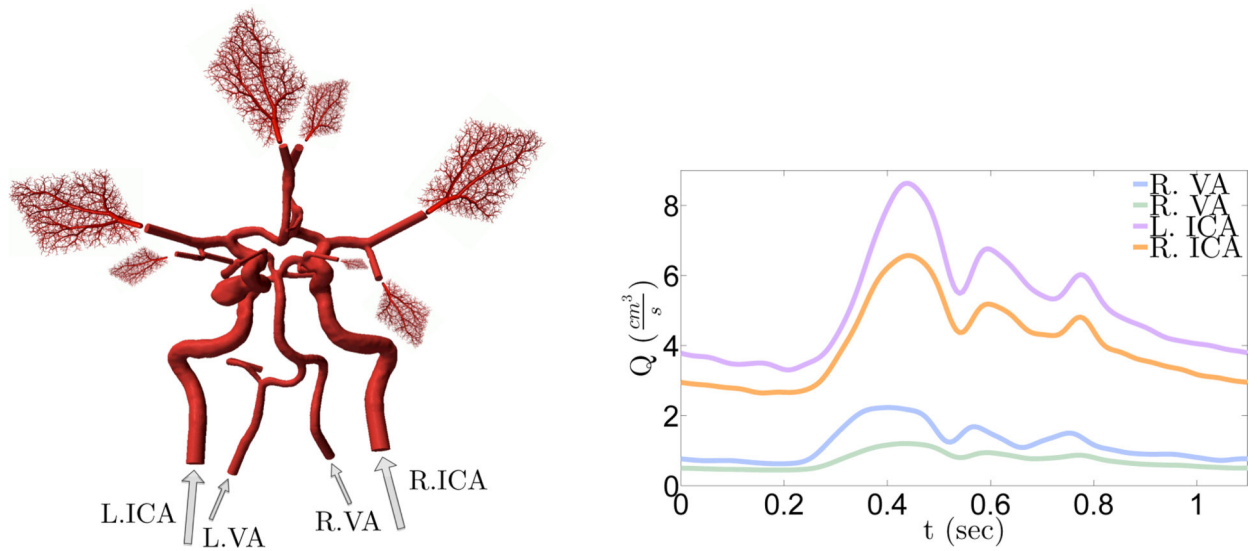 L.ICA
L.VA
R.VA
R.ICA
Q (cm³/s)
8
6
4
2
0
0
0.2
0.4
0.6
0.8
1
t (sec)
R. VA
R. VA
L. ICA
R. ICA